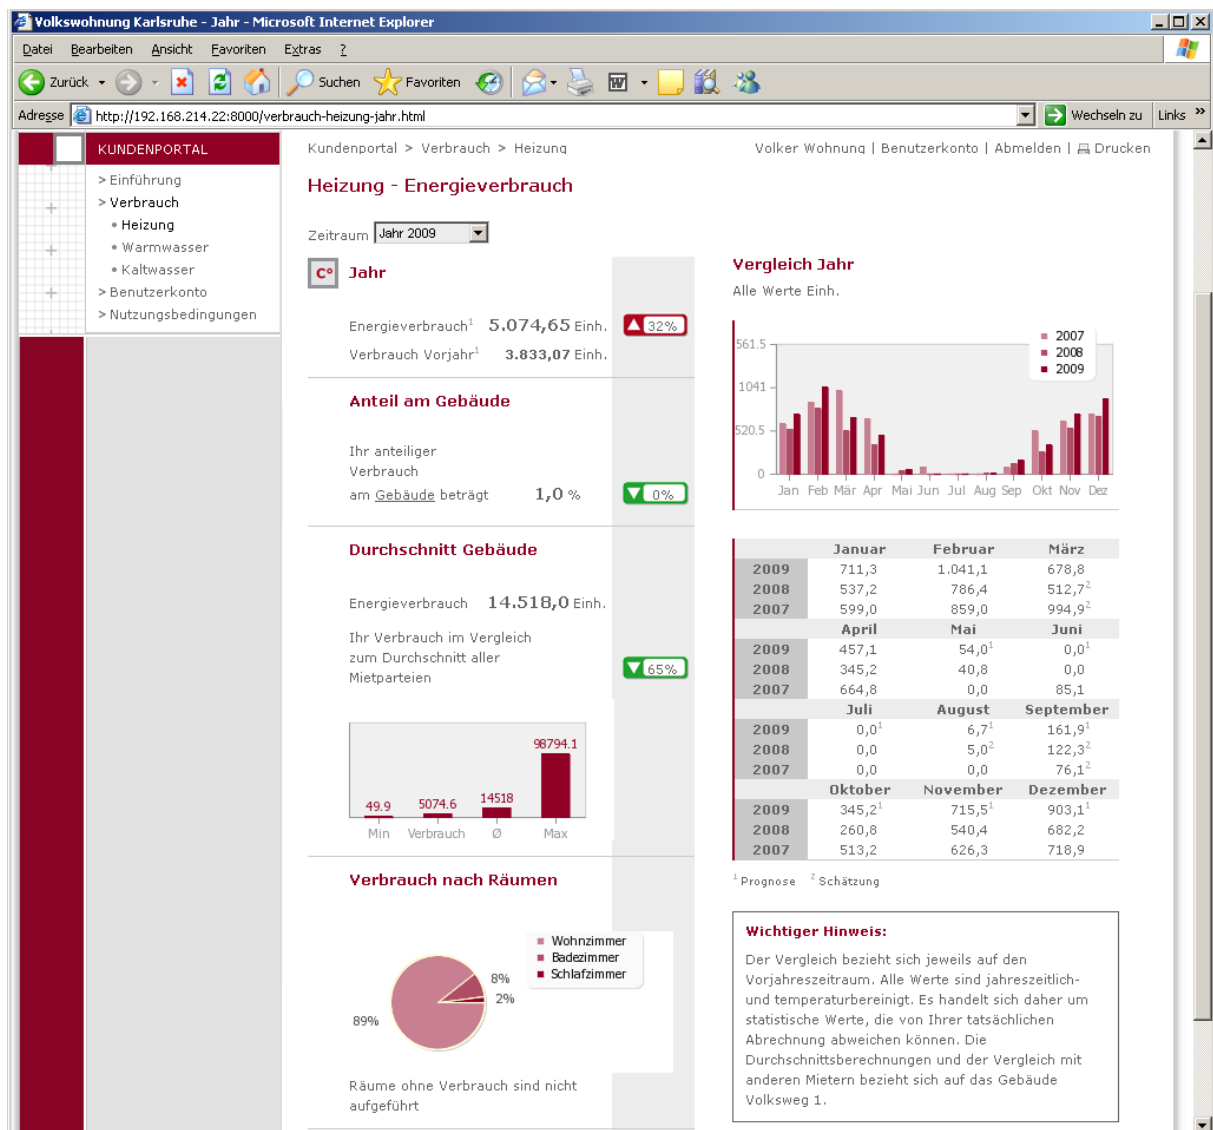 Volkswohnung Karlsruhe - Jahr - Microsoft Internet Explorer
Datei Bearbeiten Ansicht Favoriten Extras ?
Zurück Suchen Favoriten
Adresse http://192.168.214.22:8000/verbrauch-heizung-jahr.html Wechseln zu Links »
KUNDENPORTAL
> Einführung
> Verbrauch
• Heizung
• Warmwasser
• Kaltwasser
> Benutzerkonto
> Nutzungsbedingungen
Kundenportal > Verbrauch > Heizung
Volker Wohnung | Benutzerkonto | Abmelden | Drucken
Heizung - Energieverbrauch
Zeitraum Jahr 2009
C° Jahr
Energieverbrauch¹ 5.074,65 Einh. 32%
Verbrauch Vorjahr¹ 3.833,07 Einh.
Anteil am Gebäude
Ihr anteiliger
Verbrauch
am Gebäude beträgt 1,0 % 0%
Durchschnitt Gebäude
Energieverbrauch 14.518,0 Einh.
Ihr Verbrauch im Vergleich
zum Durchschnitt aller
Mietparteien 65%
98794.1
49.9 5074.6 14518
Min Verbrauch Ø Max
Verbrauch nach Räumen
Wohnzimmer
Badezimmer
Schlafzimmer
8%
2%
89%
Räume ohne Verbrauch sind nicht
aufgeführt
Vergleich Jahr
Alle Werte Einh.
2007
2008
2009
561.5
1041
520.5
0
Jan Feb Mär Apr Mai Jun Jul Aug Sep Okt Nov Dez
Januar Februar März
2009 711,3 1.041,1 678,8
2008 537,2 786,4 512,7²
2007 599,0 859,0 994,9²
April Mai Juni
2009 457,1 54,0¹ 0,0¹
2008 345,2 40,8 0,0
2007 664,8 0,0 85,1
Juli August September
2009 0,0¹ 6,7¹ 161,9¹
2008 0,0 5,0² 122,3²
2007 0,0 0,0 76,1²
Oktober November Dezember
2009 345,2¹ 715,5¹ 903,1¹
2008 260,8 540,4 682,2
2007 513,2 626,3 718,9
¹ Prognose ² Schätzung
Wichtiger Hinweis:
Der Vergleich bezieht sich jeweils auf den
Vorjahreszeitraum. Alle Werte sind jahreszeitlich-
und temperaturbereinigt. Es handelt sich daher um
statistische Werte, die von Ihrer tatsächlichen
Abrechnung abweichen können. Die
Durchschnittsberechnungen und der Vergleich mit
anderen Mietern bezieht sich auf das Gebäude
Volksweg 1.